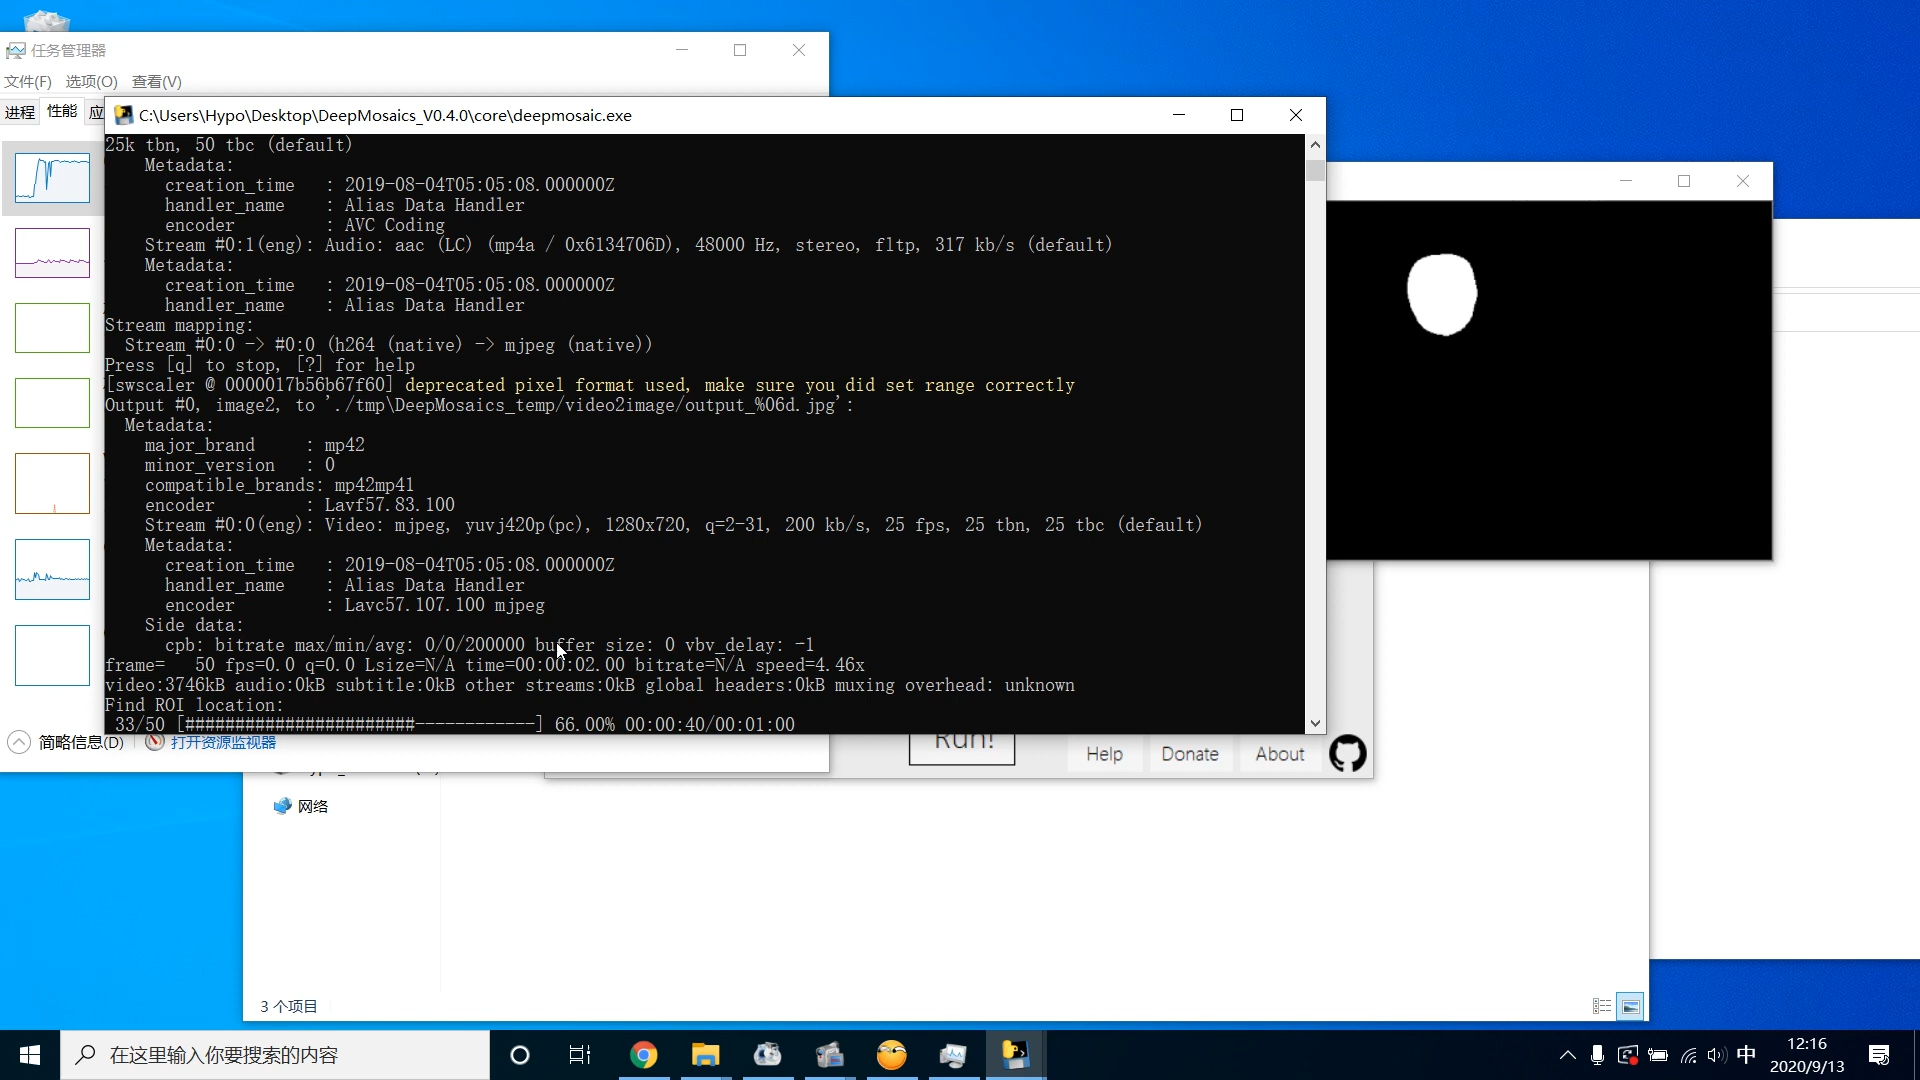 任务管理器
文件(F) 选项(O) 查看(V)
进程 性能 应
C:\Users\Hypo\Desktop\DeepMosaics_V0.4.0\core\deepmosaic.exe
25k tbn, 50 tbc (default)
Metadata:
creation_time : 2019-08-04T05:05:08.000000Z
handler_name : Alias Data Handler
encoder : AVC Coding
Stream #0:1(eng): Audio: aac (LC) (mp4a / 0x6134706D), 48000 Hz, stereo, fltp, 317 kb/s (default)
Metadata:
creation_time : 2019-08-04T05:05:08.000000Z
handler_name : Alias Data Handler
Stream mapping:
Stream #0:0 -> #0:0 (h264 (native) -> mjpeg (native))
Press [q] to stop, [?] for help
[swscaler @ 0000017b56b67f60] deprecated pixel format used, make sure you did set range correctly
Output #0, image2, to './tmp\DeepMosaics_temp/video2image/output_%06d.jpg':
Metadata:
major_brand : mp42
minor_version : 0
compatible_brands: mp42mp41
encoder : Lavf57.83.100
Stream #0:0(eng): Video: mjpeg, yuvj420p(pc), 1280x720, q=2-31, 200 kb/s, 25 fps, 25 tbn, 25 tbc (default)
Metadata:
creation_time : 2019-08-04T05:05:08.000000Z
handler_name : Alias Data Handler
encoder : Lavc57.107.100 mjpeg
Side data:
cpb: bitrate max/min/avg: 0/0/200000 buffer size: 0 vbv_delay: -1
frame= 50 fps=0.0 q=0.0 Lsize=N/A time=00:00:02.00 bitrate=N/A speed=4.46x
video:3746kB audio:0kB subtitle:0kB other streams:0kB global headers:0kB muxing overhead: unknown
Find ROI location:
33/50 [#######################------------] 66.00% 00:00:40/00:01:00
简略信息(D) 打开资源监视器
Run!
Help Donate About
网络
3 个项目
在这里输入你要搜索的内容
中
12:16
2020/9/13